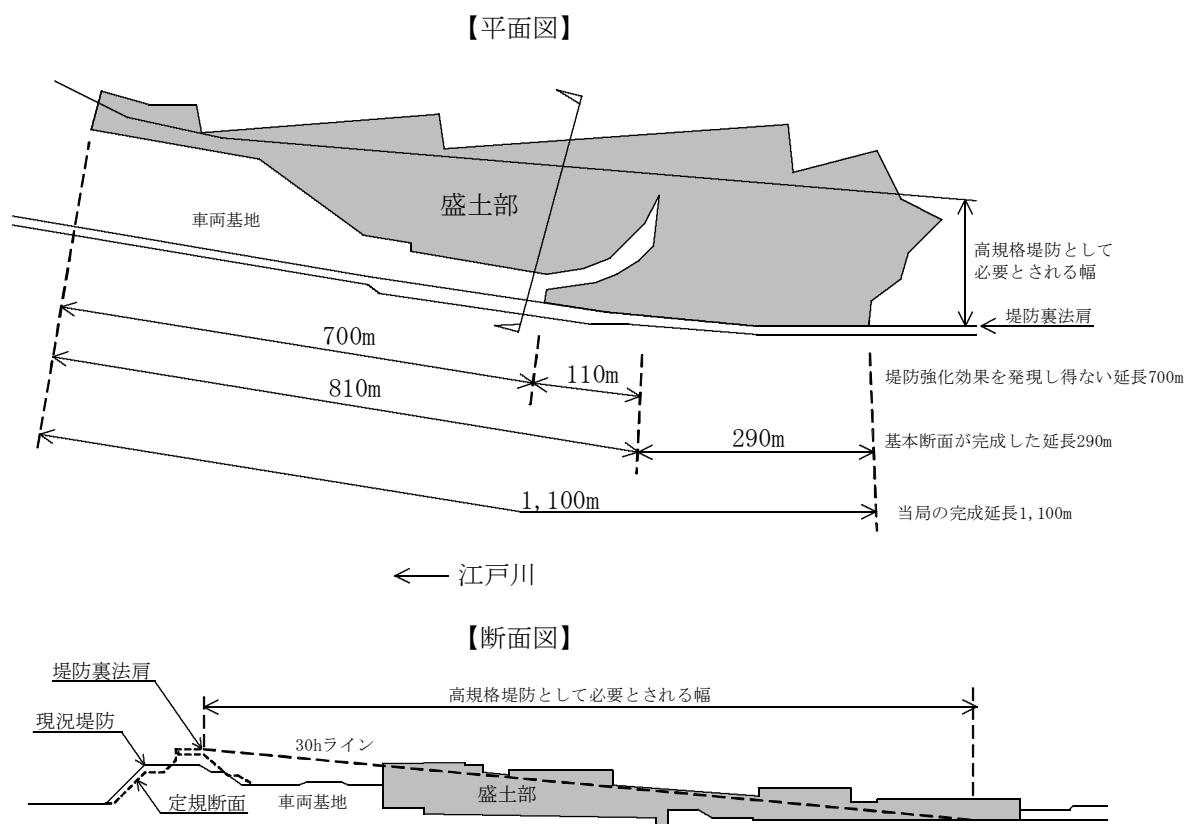 【平面図】
盛土部
車両基地
高規格堤防として
必要とされる幅
堤防裏法肩
700m
110m
堤防強化効果を発現し得ない延長700m
810m
290m
基本断面が完成した延長290m
1,100m
当局の完成延長1,100m
江戸川
【断面図】
堤防裏法肩
高規格堤防として必要とされる幅
現況堤防
30hライン
定規断面
車両基地
盛土部